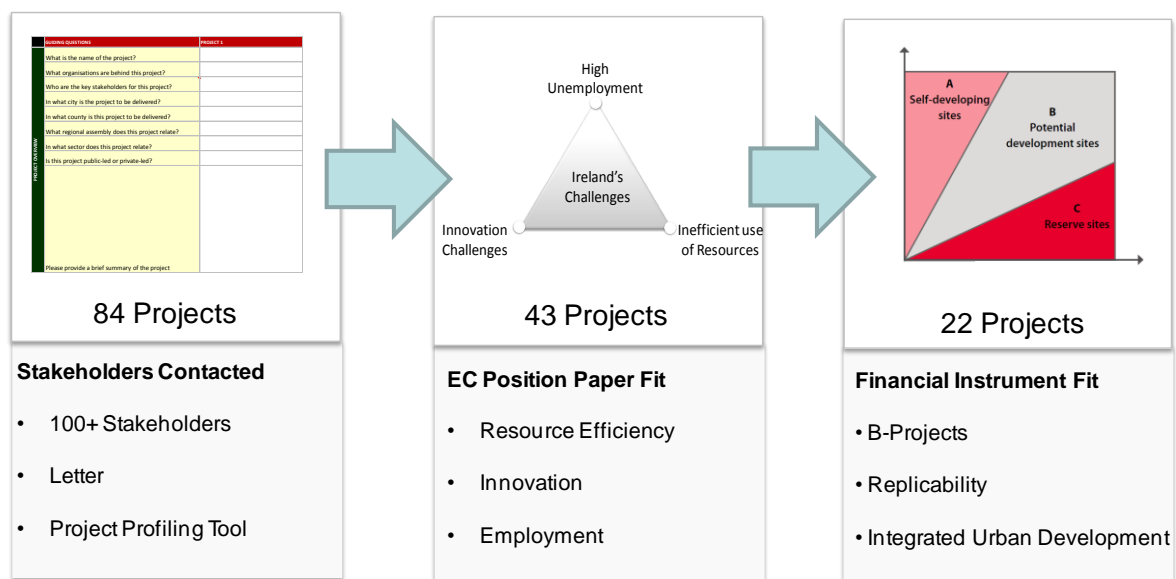 GUIDING QUESTIONS
PROJECT 1
PROJECT OVERVIEW
What is the name of the project?
What organisations are behind this project?
Who are the key stakeholders for this project?
In what city is the project to be delivered?
In what county is this project to be delivered?
What regional assembly does this project relate?
In what sector does this project relate?
Is this project public-led or private-led?
Please provide a brief summary of the project
84 Projects
Stakeholders Contacted
• 100+ Stakeholders
• Letter
• Project Profiling Tool
High
Unemployment
Ireland's
Challenges
Innovation
Challenges
Inefficient use
of Resources
43 Projects
EC Position Paper Fit
• Resource Efficiency
• Innovation
• Employment
A
Self-developing
sites
B
Potential
development sites
C
Reserve sites
22 Projects
Financial Instrument Fit
• B-Projects
• Replicability
• Integrated Urban Development